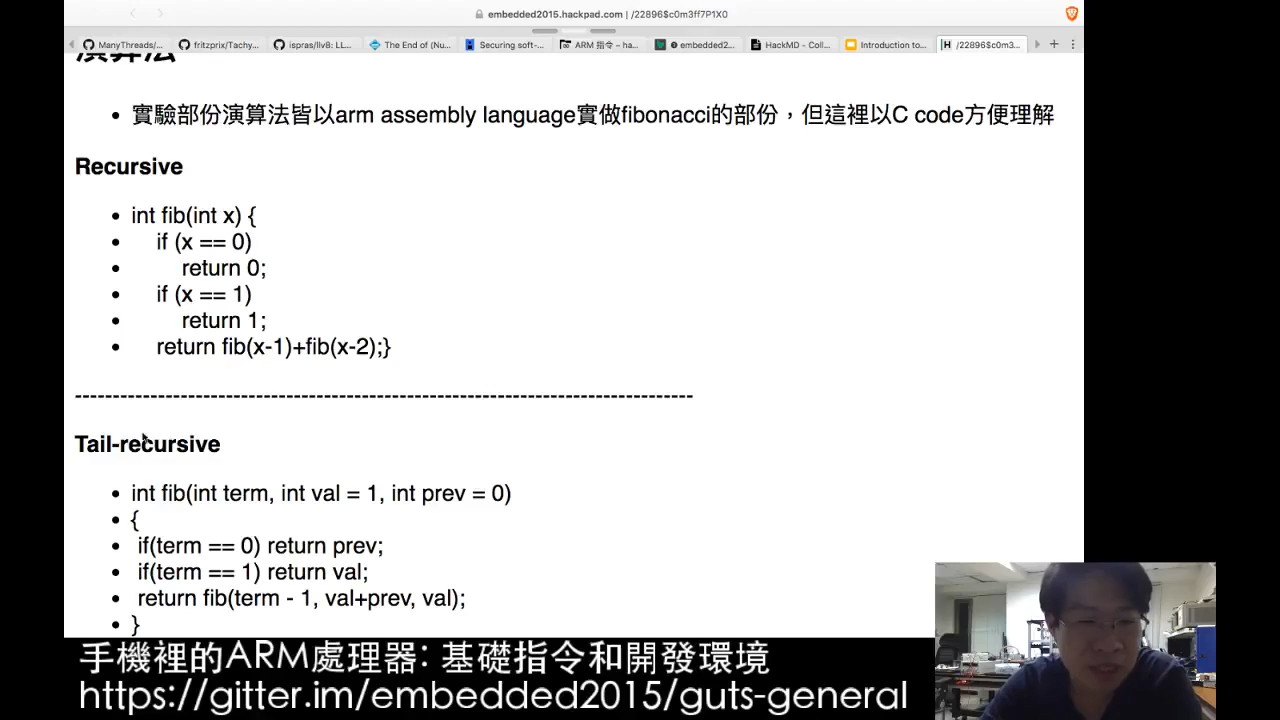 embedded2015.hackpad.com | /22896$c0m3ff7P1X0
ManyThreads/... fritzprix/Tachy... ispras/llv8: LL... The End of (Nu... Securing soft-... ARM 指令 – ha... embedded2... HackMD - Coll... Introduction to... /22896$c0m3...
演算法
• 實驗部份演算法皆以arm assembly language實做fibonacci的部份，但這裡以C code方便理解
Recursive
• int fib(int x) {
• if (x == 0)
• return 0;
• if (x == 1)
• return 1;
• return fib(x-1)+fib(x-2);}
----------------------------------------------------------------------------------
Tail-recursive
• int fib(int term, int val = 1, int prev = 0)
• {
• if(term == 0) return prev;
• if(term == 1) return val;
• return fib(term - 1, val+prev, val);
• }
手機裡的ARM處理器: 基礎指令和開發環境
https://gitter.im/embedded2015/guts-general